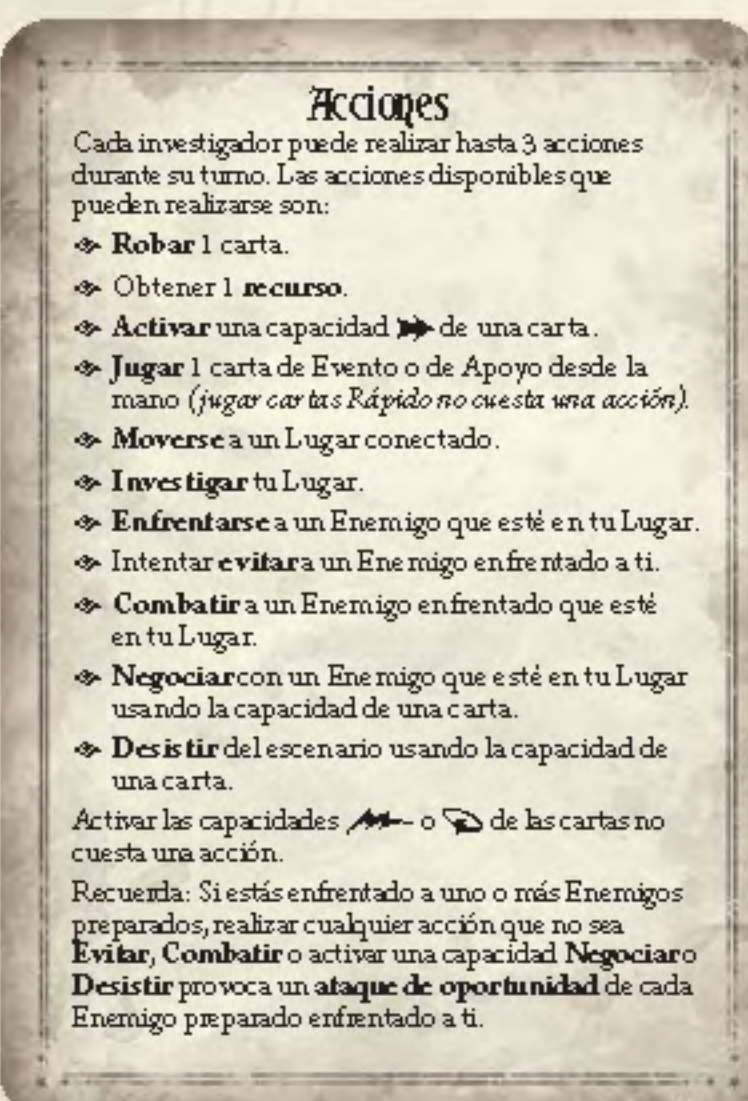 Acciones
Cada investigador puede realizar hasta 3 acciones
durante su turno. Las acciones disponibles que
pueden realizarse son:
Robar 1 carta.
Obtener 1 recurso.
Activar una capacidad de una carta.
Jugar 1 carta de Evento o de Apoyo desde la
mano (jugar cartas Rápido no cuesta una acción).
Moverse a un Lugar conectado.
Investigar tu Lugar.
Enfrentarse a un Enemigo que esté en tu Lugar.
Intentar evitar a un Enemigo enfrentado a ti.
Combatir a un Enemigo enfrentado que esté
en tu Lugar.
Negociar con un Enemigo que esté en tu Lugar
usando la capacidad de una carta.
Desistir del escenario usando la capacidad de
una carta.
Activar las capacidades o de las cartas no
cuesta una acción.
Recuerda: Si estás enfrentado a uno o más Enemigos
preparados, realizar cualquier acción que no sea
Evitar, Combatir o activar una capacidad Negociar o
Desistir provoca un ataque de oportunidad de cada
Enemigo preparado enfrentado a ti.